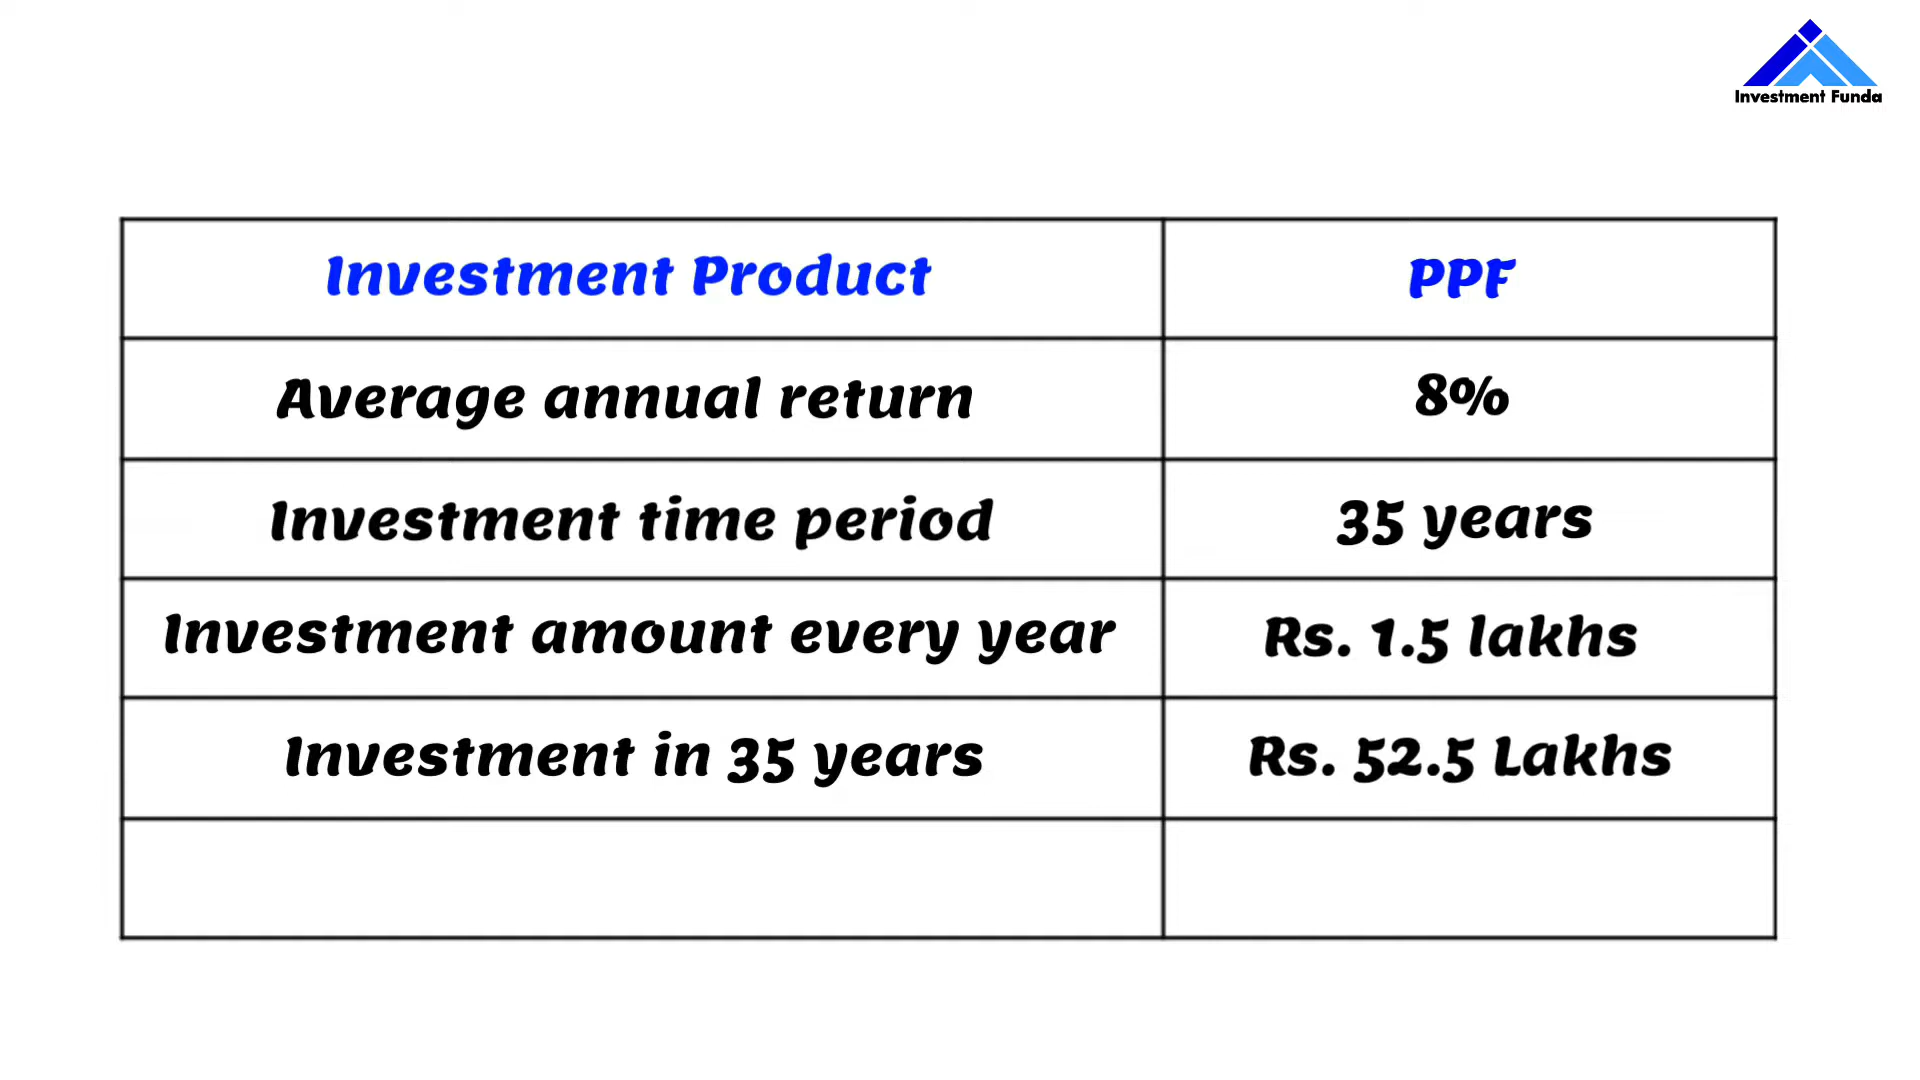 Investment Funda
Investment Product PPF
Average annual return 8%
Investment time period 35 years
Investment amount every year Rs. 1.5 lakhs
Investment in 35 years Rs. 52.5 Lakhs